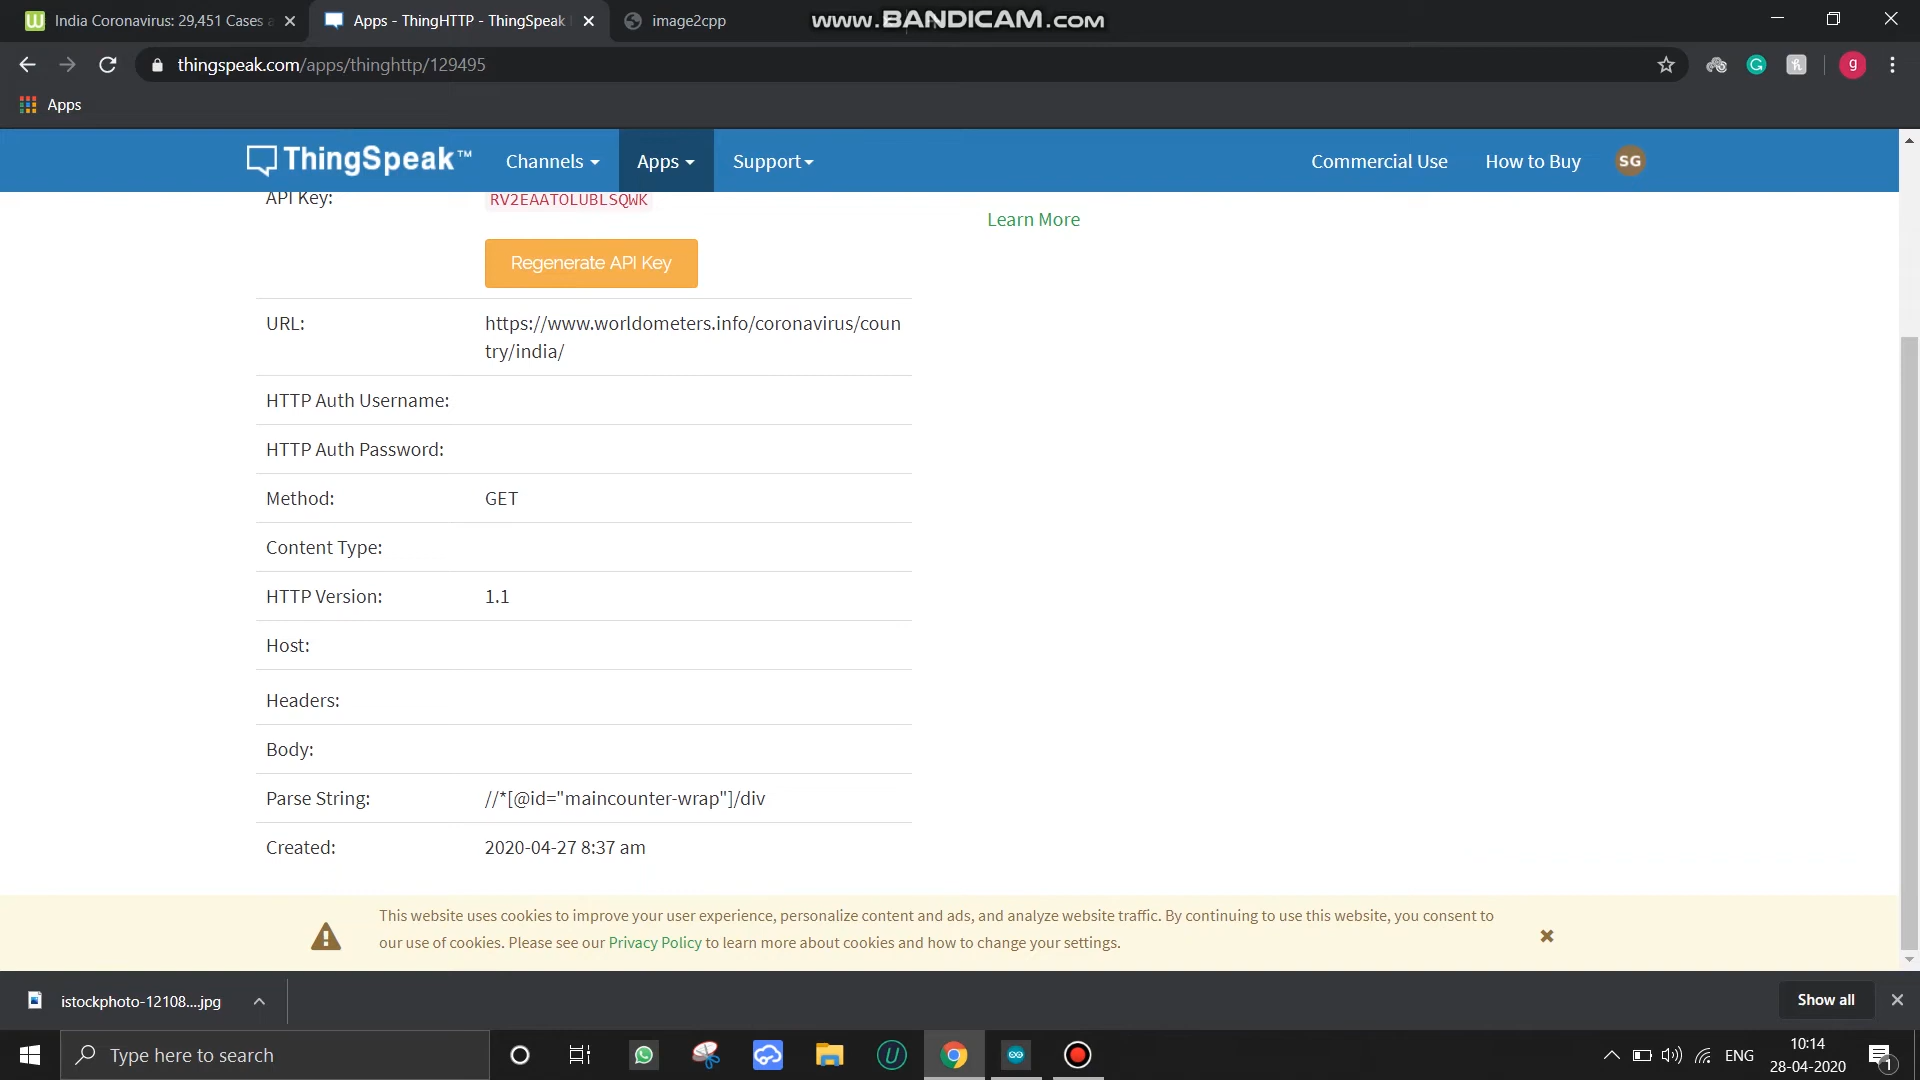 India Coronavirus: 29,451 Cases a
Apps - ThingHTTP - ThingSpeak
image2cpp
www.BANDICAM.com
thingspeak.com/apps/thinghttp/129495
g
Apps
ThingSpeak™
Channels
Apps
Support
Commercial Use
How to Buy
SG
API Key:
RV2EAATOLUBLSQWK
Learn More
Regenerate API Key
URL:
https://www.worldometers.info/coronavirus/coun
try/india/
HTTP Auth Username:
HTTP Auth Password:
Method:
GET
Content Type:
HTTP Version:
1.1
Host:
Headers:
Body:
Parse String:
//*[@id="maincounter-wrap"]/div
Created:
2020-04-27 8:37 am
This website uses cookies to improve your user experience, personalize content and ads, and analyze website traffic. By continuing to use this website, you consent to
our use of cookies. Please see our Privacy Policy to learn more about cookies and how to change your settings.
istockphoto-12108....jpg
Show all
Type here to search
ENG
10:14
28-04-2020
1